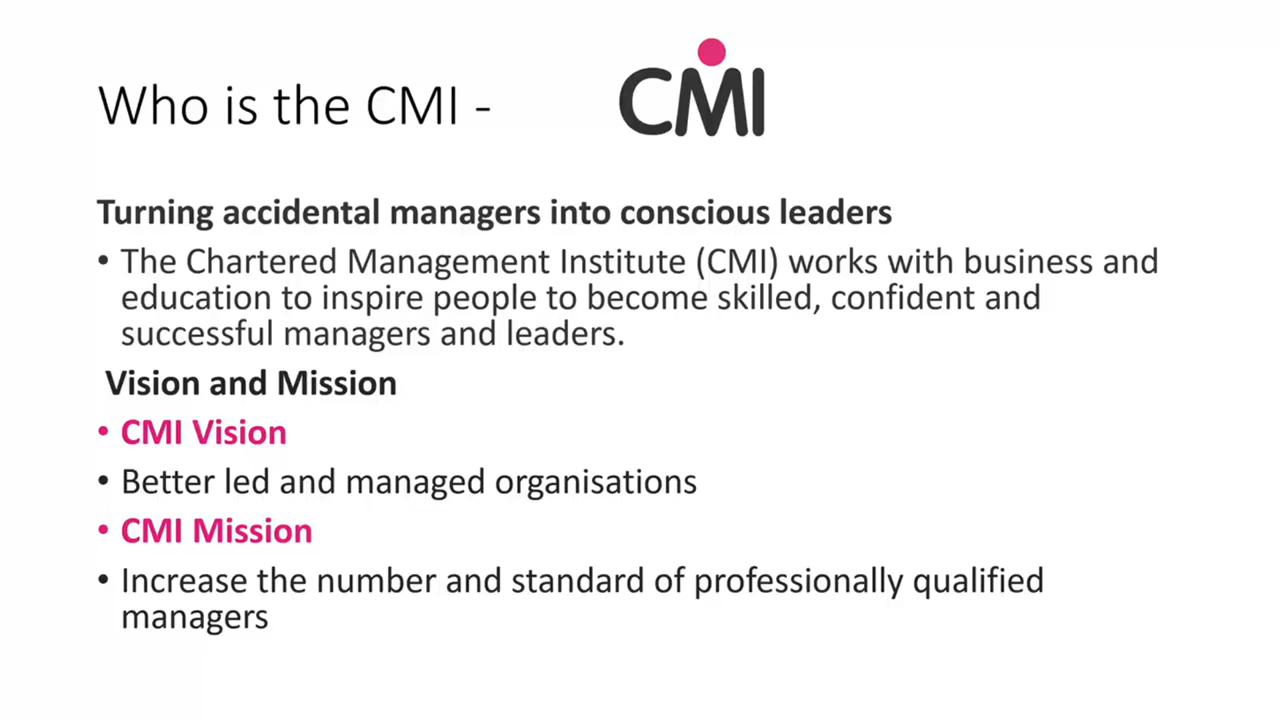 Who is the CMI -
CMI
Turning accidental managers into conscious leaders
• The Chartered Management Institute (CMI) works with business and
education to inspire people to become skilled, confident and
successful managers and leaders.
Vision and Mission
• CMI Vision
• Better led and managed organisations
• CMI Mission
• Increase the number and standard of professionally qualified
managers